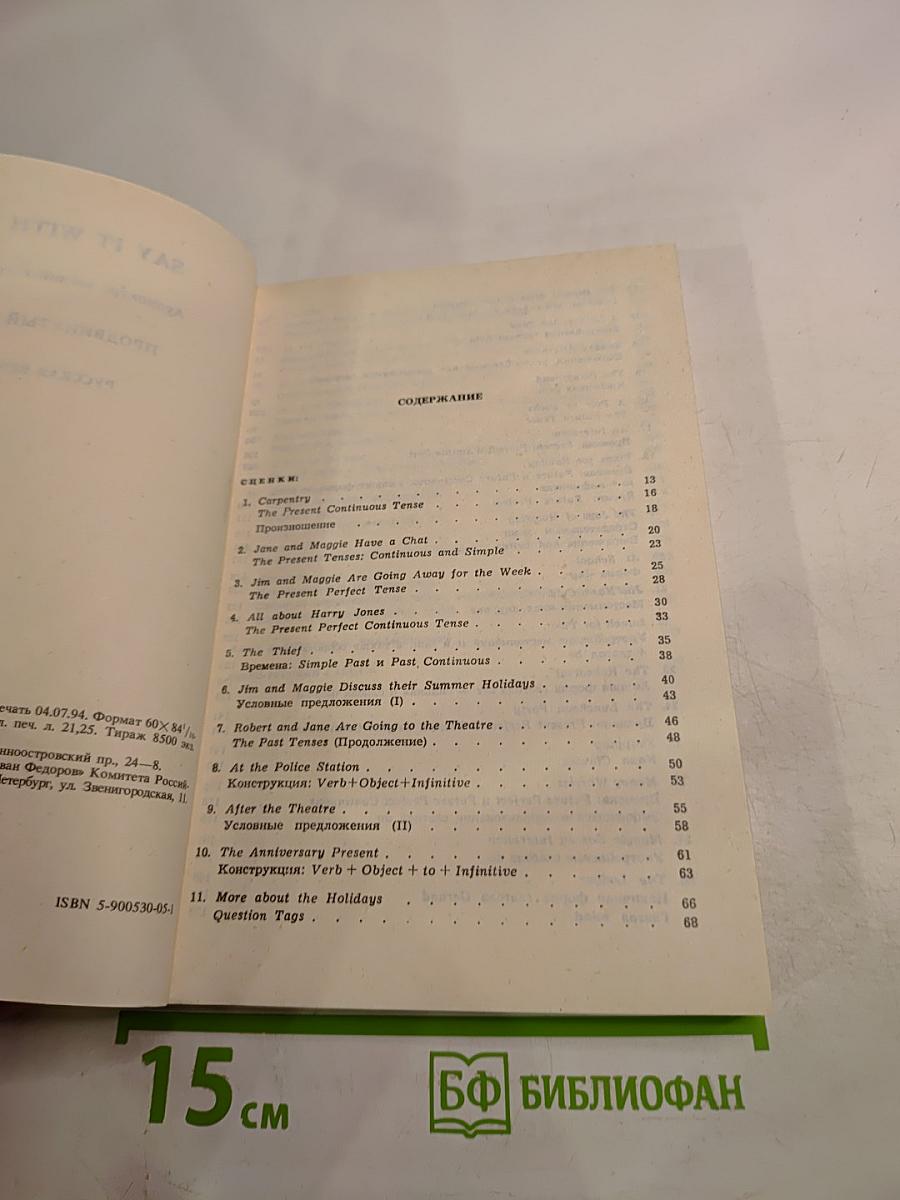 ечать 04.07.94. Формат 60×84 1/16
л. печ. л. 21,25. Тираж 8500 экз.
нноостровский пр., 24—8.
ван Федоров» Комитета Россий-
Петербург, ул. Звенигородская, 11
ISBN 5-900530-05-
СОДЕРЖАНИЕ
СЦЕНКИ:
1. Carpentry . . . 13
The Present Continuous Tense . . . 16
Произношение . . . 18
2. Jane and Maggie Have a Chat . . . 20
The Present Tenses: Continuous and Simple . . . 23
3. Jim and Maggie Are Going Away for the Week . . . 25
The Present Perfect Tense . . . 28
4. All about Harry Jones . . . 30
The Present Perfect Continuous Tense . . . 33
5. The Thief . . . 35
Времена: Simple Past и Past Continuous . . . 38
6. Jim and Maggie Discuss their Summer Holidays . . . 40
Условные предложения (I) . . . 43
7. Robert and Jane Are Going to the Theatre . . . 46
The Past Tenses (Продолжение) . . . 48
8. At the Police Station . . . 50
Конструкция: Verb+Object+Infinitive . . . 53
9. After the Theatre . . . 55
Условные предложения (II) . . . 58
10. The Anniversary Present . . . 61
Конструкция: Verb + Object + to + Infinitive . . . 63
11. More about the Holidays . . . 66
Question Tags . . . 68
15 см
БФ БИБЛИОФАН